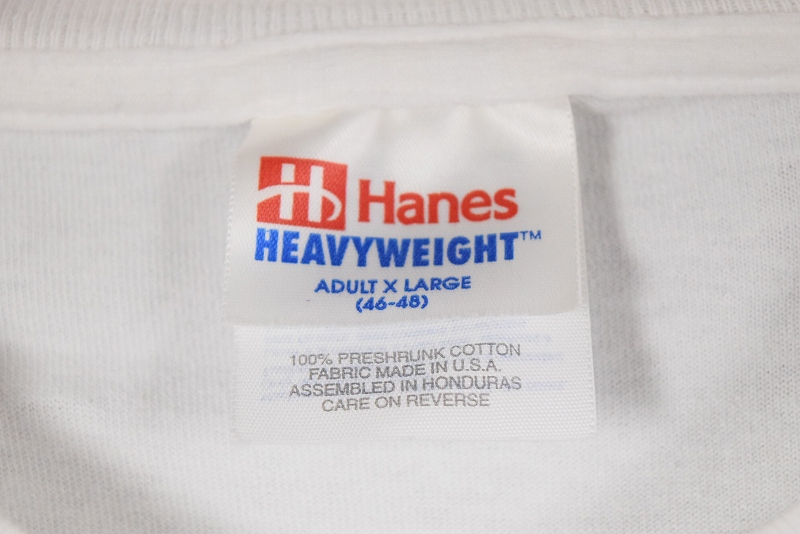 H Hanes
HEAVYWEIGHT™
ADULT X LARGE
(46-48)
100% PRESHRUNK COTTON
FABRIC MADE IN U.S.A.
ASSEMBLED IN HONDURAS
CARE ON REVERSE